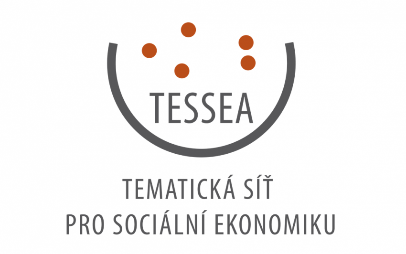 TESSEA
TEMATICKÁ SÍŤ
PRO SOCIÁLNÍ EKONOMIKU